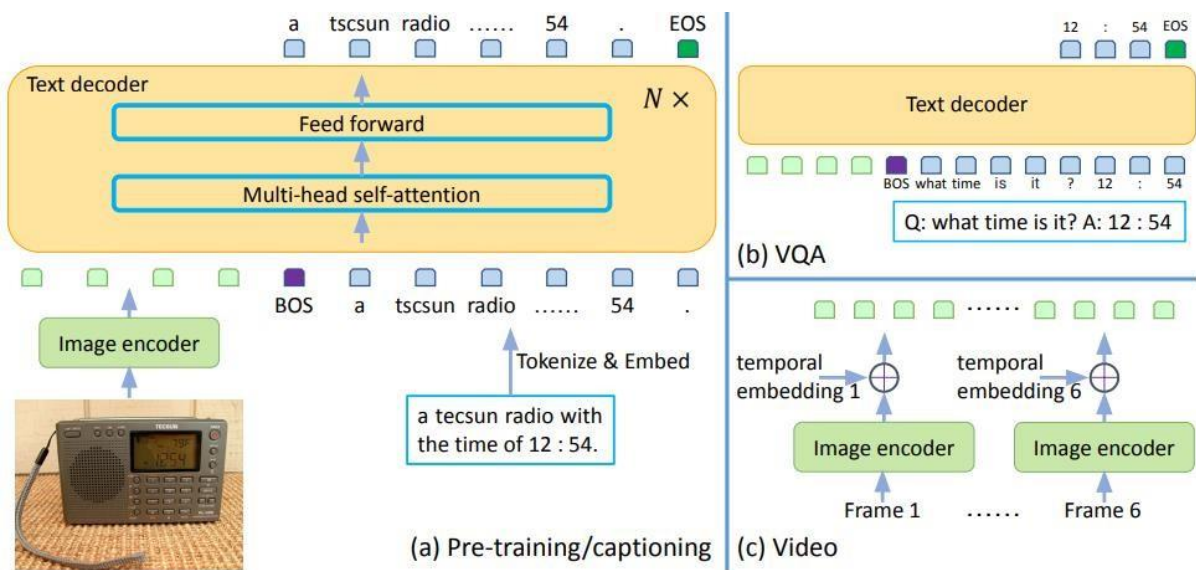 a tscsun radio ...... 54 . EOS
Text decoder
N ×
Feed forward
Multi-head self-attention
BOS a tscsun radio ...... 54 .
Image encoder
Tokenize & Embed
a tecsun radio with
the time of 12 : 54.
TECSUN
(a) Pre-training/captioning
12 : 54 EOS
Text decoder
BOS what time is it ? 12 : 54
Q: what time is it? A: 12 : 54
(b) VQA
......
temporal
embedding 1
temporal
embedding 6
Image encoder
Image encoder
Frame 1 ...... Frame 6
(c) Video